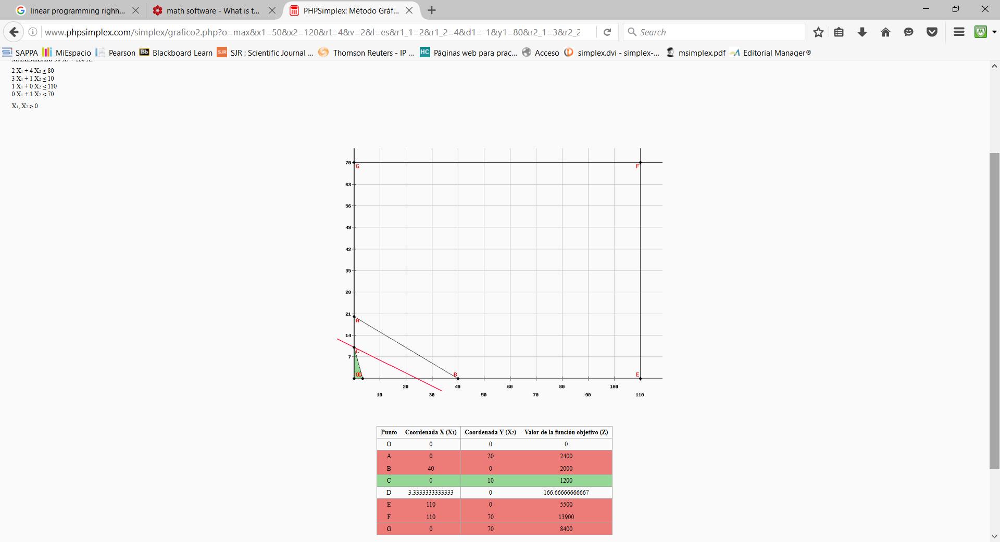 linear programming righh...
math software - What is t...
PHPSimplex: Método Gráf...
www.phpsimplex.com/simplex/grafico2.php?o=max&x1=50&x2=120&rt=4&v=2&l=es&r1_1=2&r1_2=4&d1=-1&y1=80&r2_1=3&r2_2
Search
SAPPA MiEspacio Pearson Bb Blackboard Learn SJR SJR : Scientific Journal ... Thomson Reuters - IP ... HC Páginas web para prac... Acceso simplex.dvi - simplex-... msimplex.pdf Editorial Manager®
2 X1 + 4 X2 ≤ 80
3 X1 + 1 X2 ≤ 10
1 X1 + 0 X2 ≤ 110
0 X1 + 1 X2 ≤ 70
X1, X2 ≥ 0
70
G F
63
56
49
42
35
28
21
A
14
C
7
O D B E
20 40 60 80 100
10 30 50 70 90 110
Punto Coordenada X (X1) Coordenada Y (X2) Valor de la función objetivo (Z)
O 0 0 0
A 0 20 2400
B 40 0 2000
C 0 10 1200
D 3.3333333333333 0 166.66666666667
E 110 0 5500
F 110 70 13900
G 0 70 8400